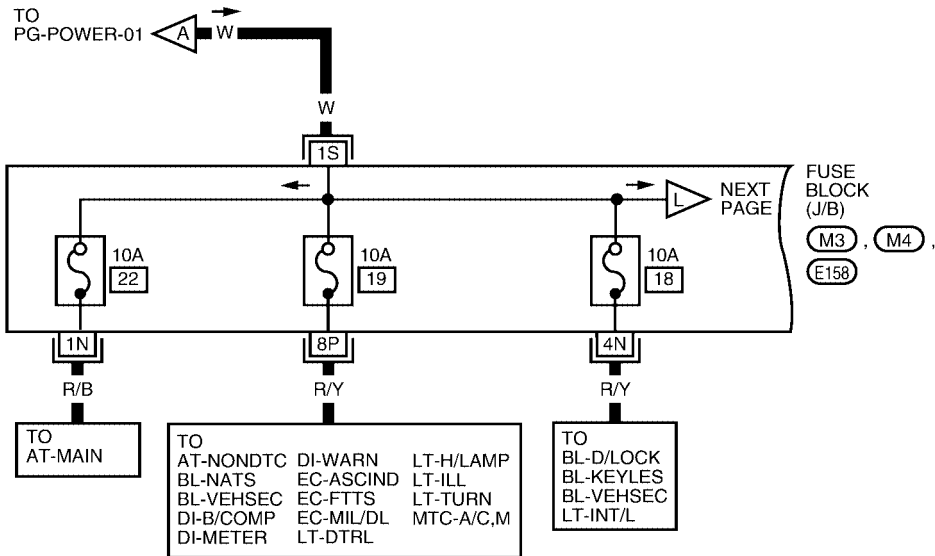 TO
PG-POWER-01
A
W
W
1S
L
NEXT
PAGE
FUSE
BLOCK
(J/B)
M3 , M4 ,
E158
10A
22
10A
19
10A
18
1N
8P
4N
R/B
R/Y
R/Y
TO
AT-MAIN
TO
AT-NONDTC DI-WARN LT-H/LAMP
BL-NATS EC-ASCIND LT-ILL
BL-VEHSEC EC-FTTS LT-TURN
DI-B/COMP EC-MIL/DL MTC-A/C,M
DI-METER LT-DTRL
TO
BL-D/LOCK
BL-KEYLES
BL-VEHSEC
LT-INT/L